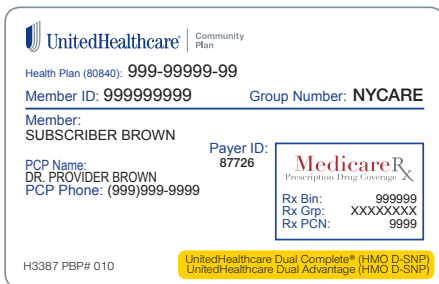 UnitedHealthcare® Community Plan
Health Plan (80840): 999-99999-99
Member ID: 999999999 Group Number: NYCARE
Member:
SUBSCRIBER BROWN
Payer ID:
87726
PCP Name:
DR. PROVIDER BROWN
PCP Phone: (999)999-9999
MedicareRx
Prescription Drug Coverage
Rx Bin: 999999
Rx Grp: XXXXXXXX
Rx PCN: 9999
H3387 PBP# 010
UnitedHealthcare Dual Complete® (HMO D-SNP)
UnitedHealthcare Dual Advantage (HMO D-SNP)